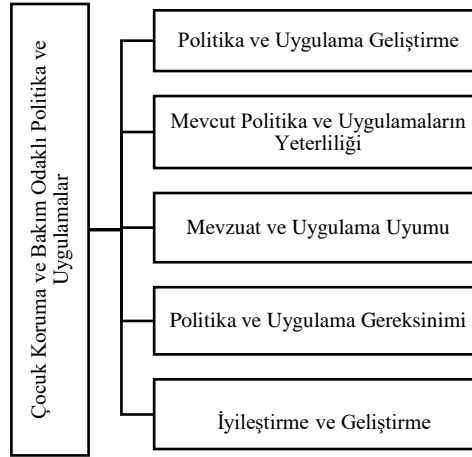 Çocuk Koruma ve Bakım Odaklı Politika ve
Uygulamalar
Politika ve Uygulama Geliştirme
Mevcut Politika ve Uygulamaların
Yeterliliği
Mevzuat ve Uygulama Uyumu
Politika ve Uygulama Gereksinimi
İyileştirme ve Geliştirme